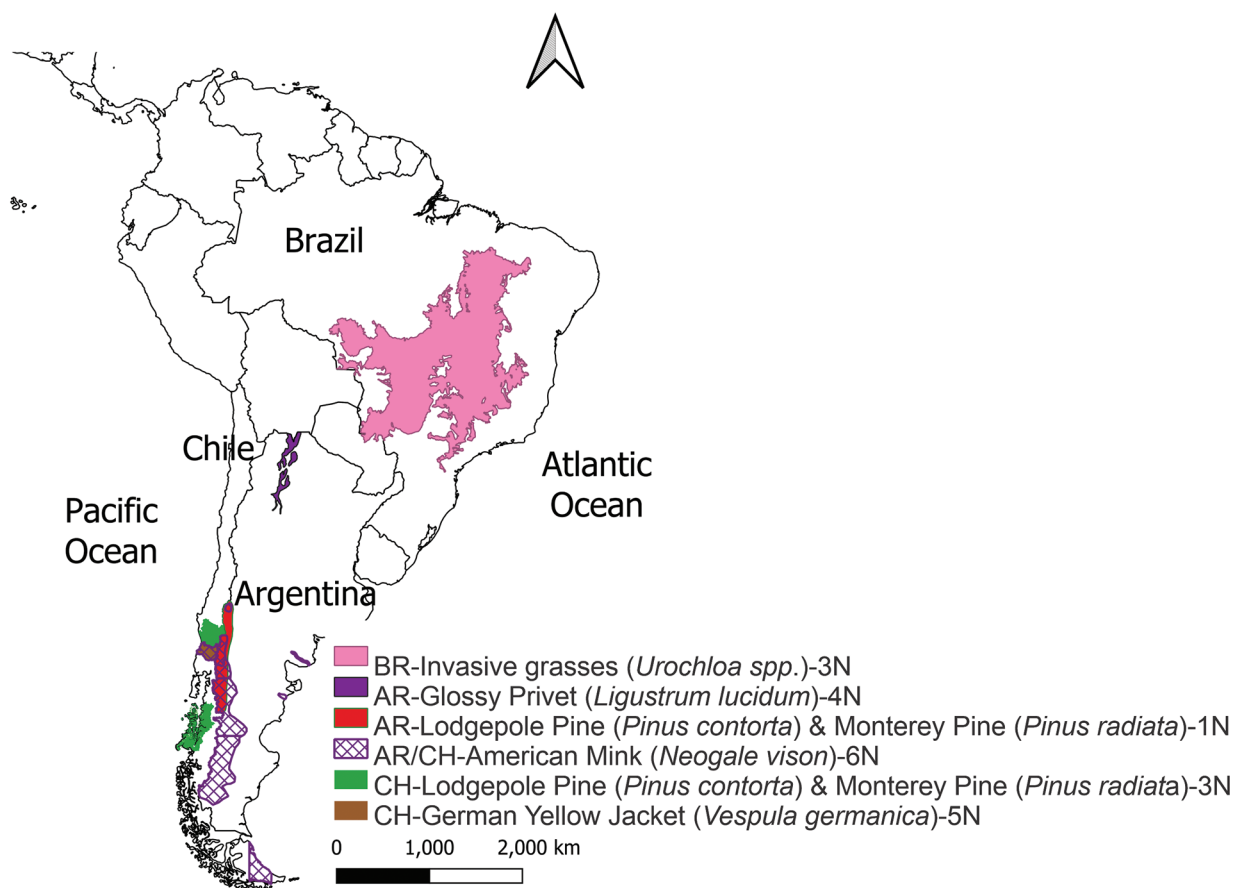 Brazil
Chile
Atlantic
Ocean
Pacific
Ocean
Argentina
BR-Invasive grasses (Urochloa spp.)-3N
AR-Glossy Privet (Ligustrum lucidum)-4N
AR-Lodgepole Pine (Pinus contorta) & Monterey Pine (Pinus radiata)-1N
AR/CH-American Mink (Neogale vison)-6N
CH-Lodgepole Pine (Pinus contorta) & Monterey Pine (Pinus radiata)-3N
CH-German Yellow Jacket (Vespula germanica)-5N
0 1,000 2,000 km